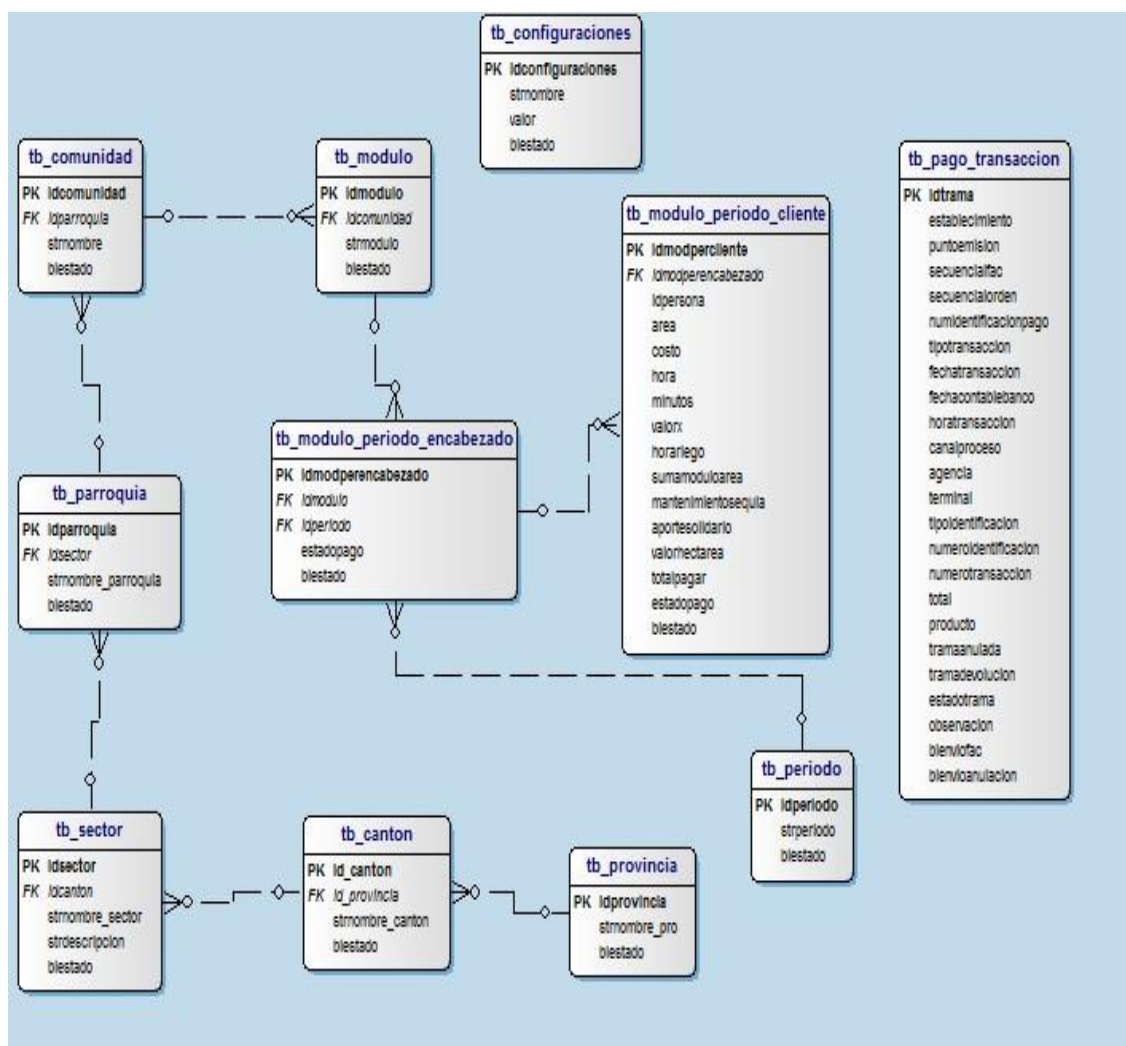 tb_configuraciones
PK idconfiguraciones
strnombre
valor
blestado
tb_comunidad
PK idcomunidad
FK idparroquia
strnombre
blestado
tb_modulo
PK idmodulo
FK idcomunidad
strmodulo
blestado
tb_modulo_periodo_cliente
PK idmodpercliente
FK idmodperencabezado
idpersona
area
costo
hora
minutos
valorx
horariego
sumamoduloarea
mantenimientosequia
aportesolidario
valorhectarea
totalpagar
estadopago
blestado
tb_pago_transaccion
PK idtrama
establecimiento
puntoemision
secuencialfac
secuencialorden
numidentificacionpago
tipotransaccion
fechatransaccion
fechacontablebanco
horatransaccion
canalproceso
agencia
terminal
tipoidentificacion
numeroidentificacion
numerotransaccion
total
producto
tramaanulada
tramadevolucion
estadotrama
observacion
blenviofac
blenvioanulacion
tb_modulo_periodo_encabezado
PK idmodperencabezado
FK idmodulo
FK idperiodo
estadopago
blestado
tb_parroquia
PK idparroquia
FK idsector
strnombre_parroquia
blestado
tb_periodo
PK idperiodo
strperiodo
blestado
tb_sector
PK idsector
FK idcanton
strnombre_sector
strdescripcion
blestado
tb_canton
PK id_canton
FK id_provincia
strnombre_canton
blestado
tb_provincia
PK idprovincia
strnombre_pro
blestado